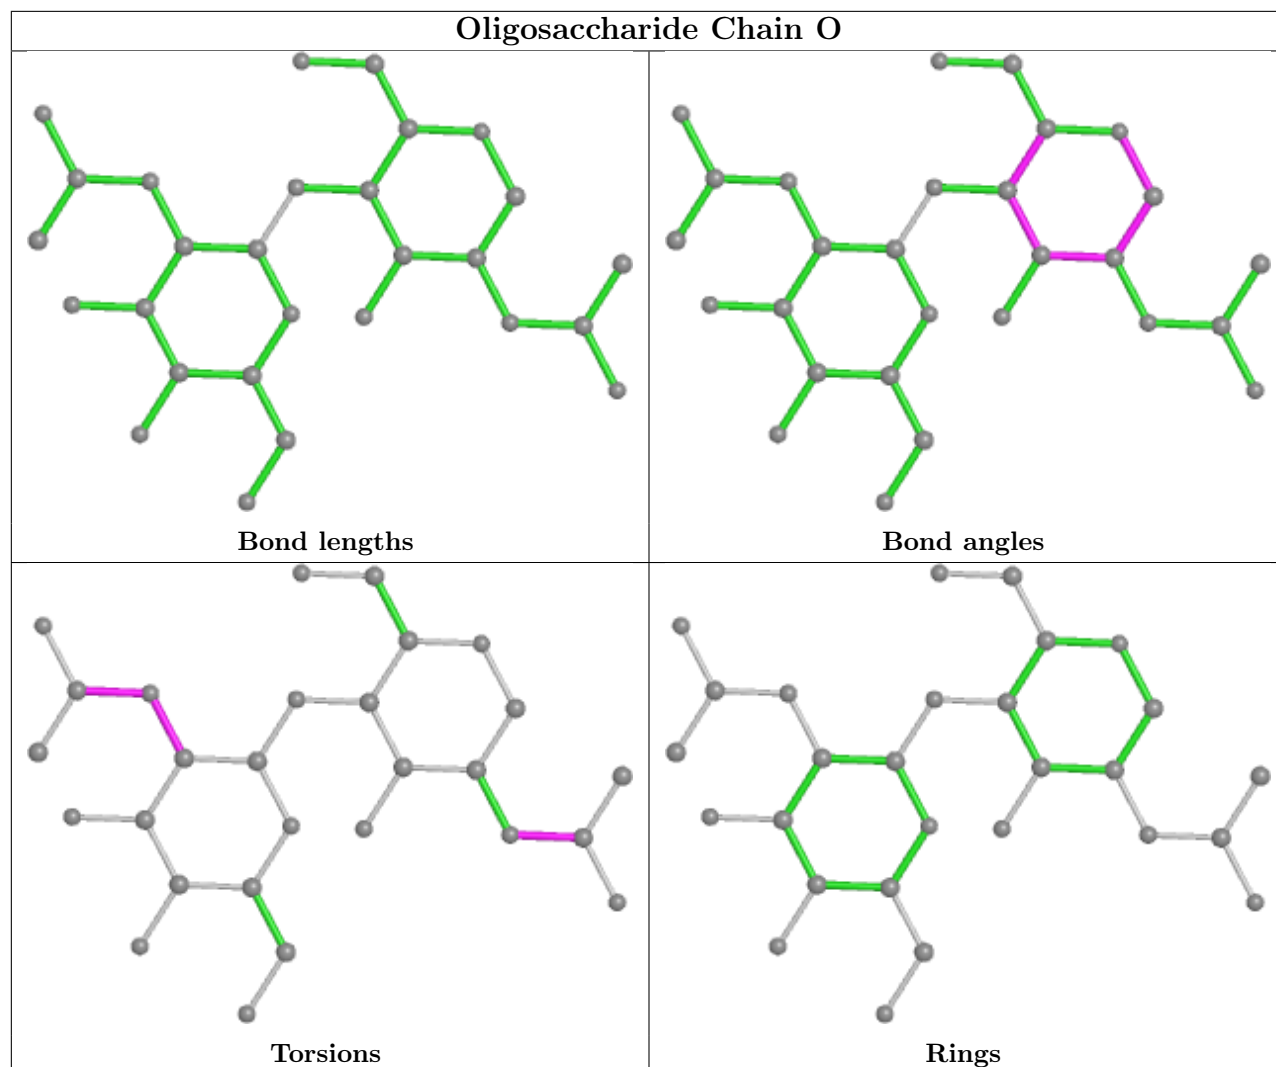 Oligosaccharide Chain O
Bond lengths
Bond angles
Torsions
Rings